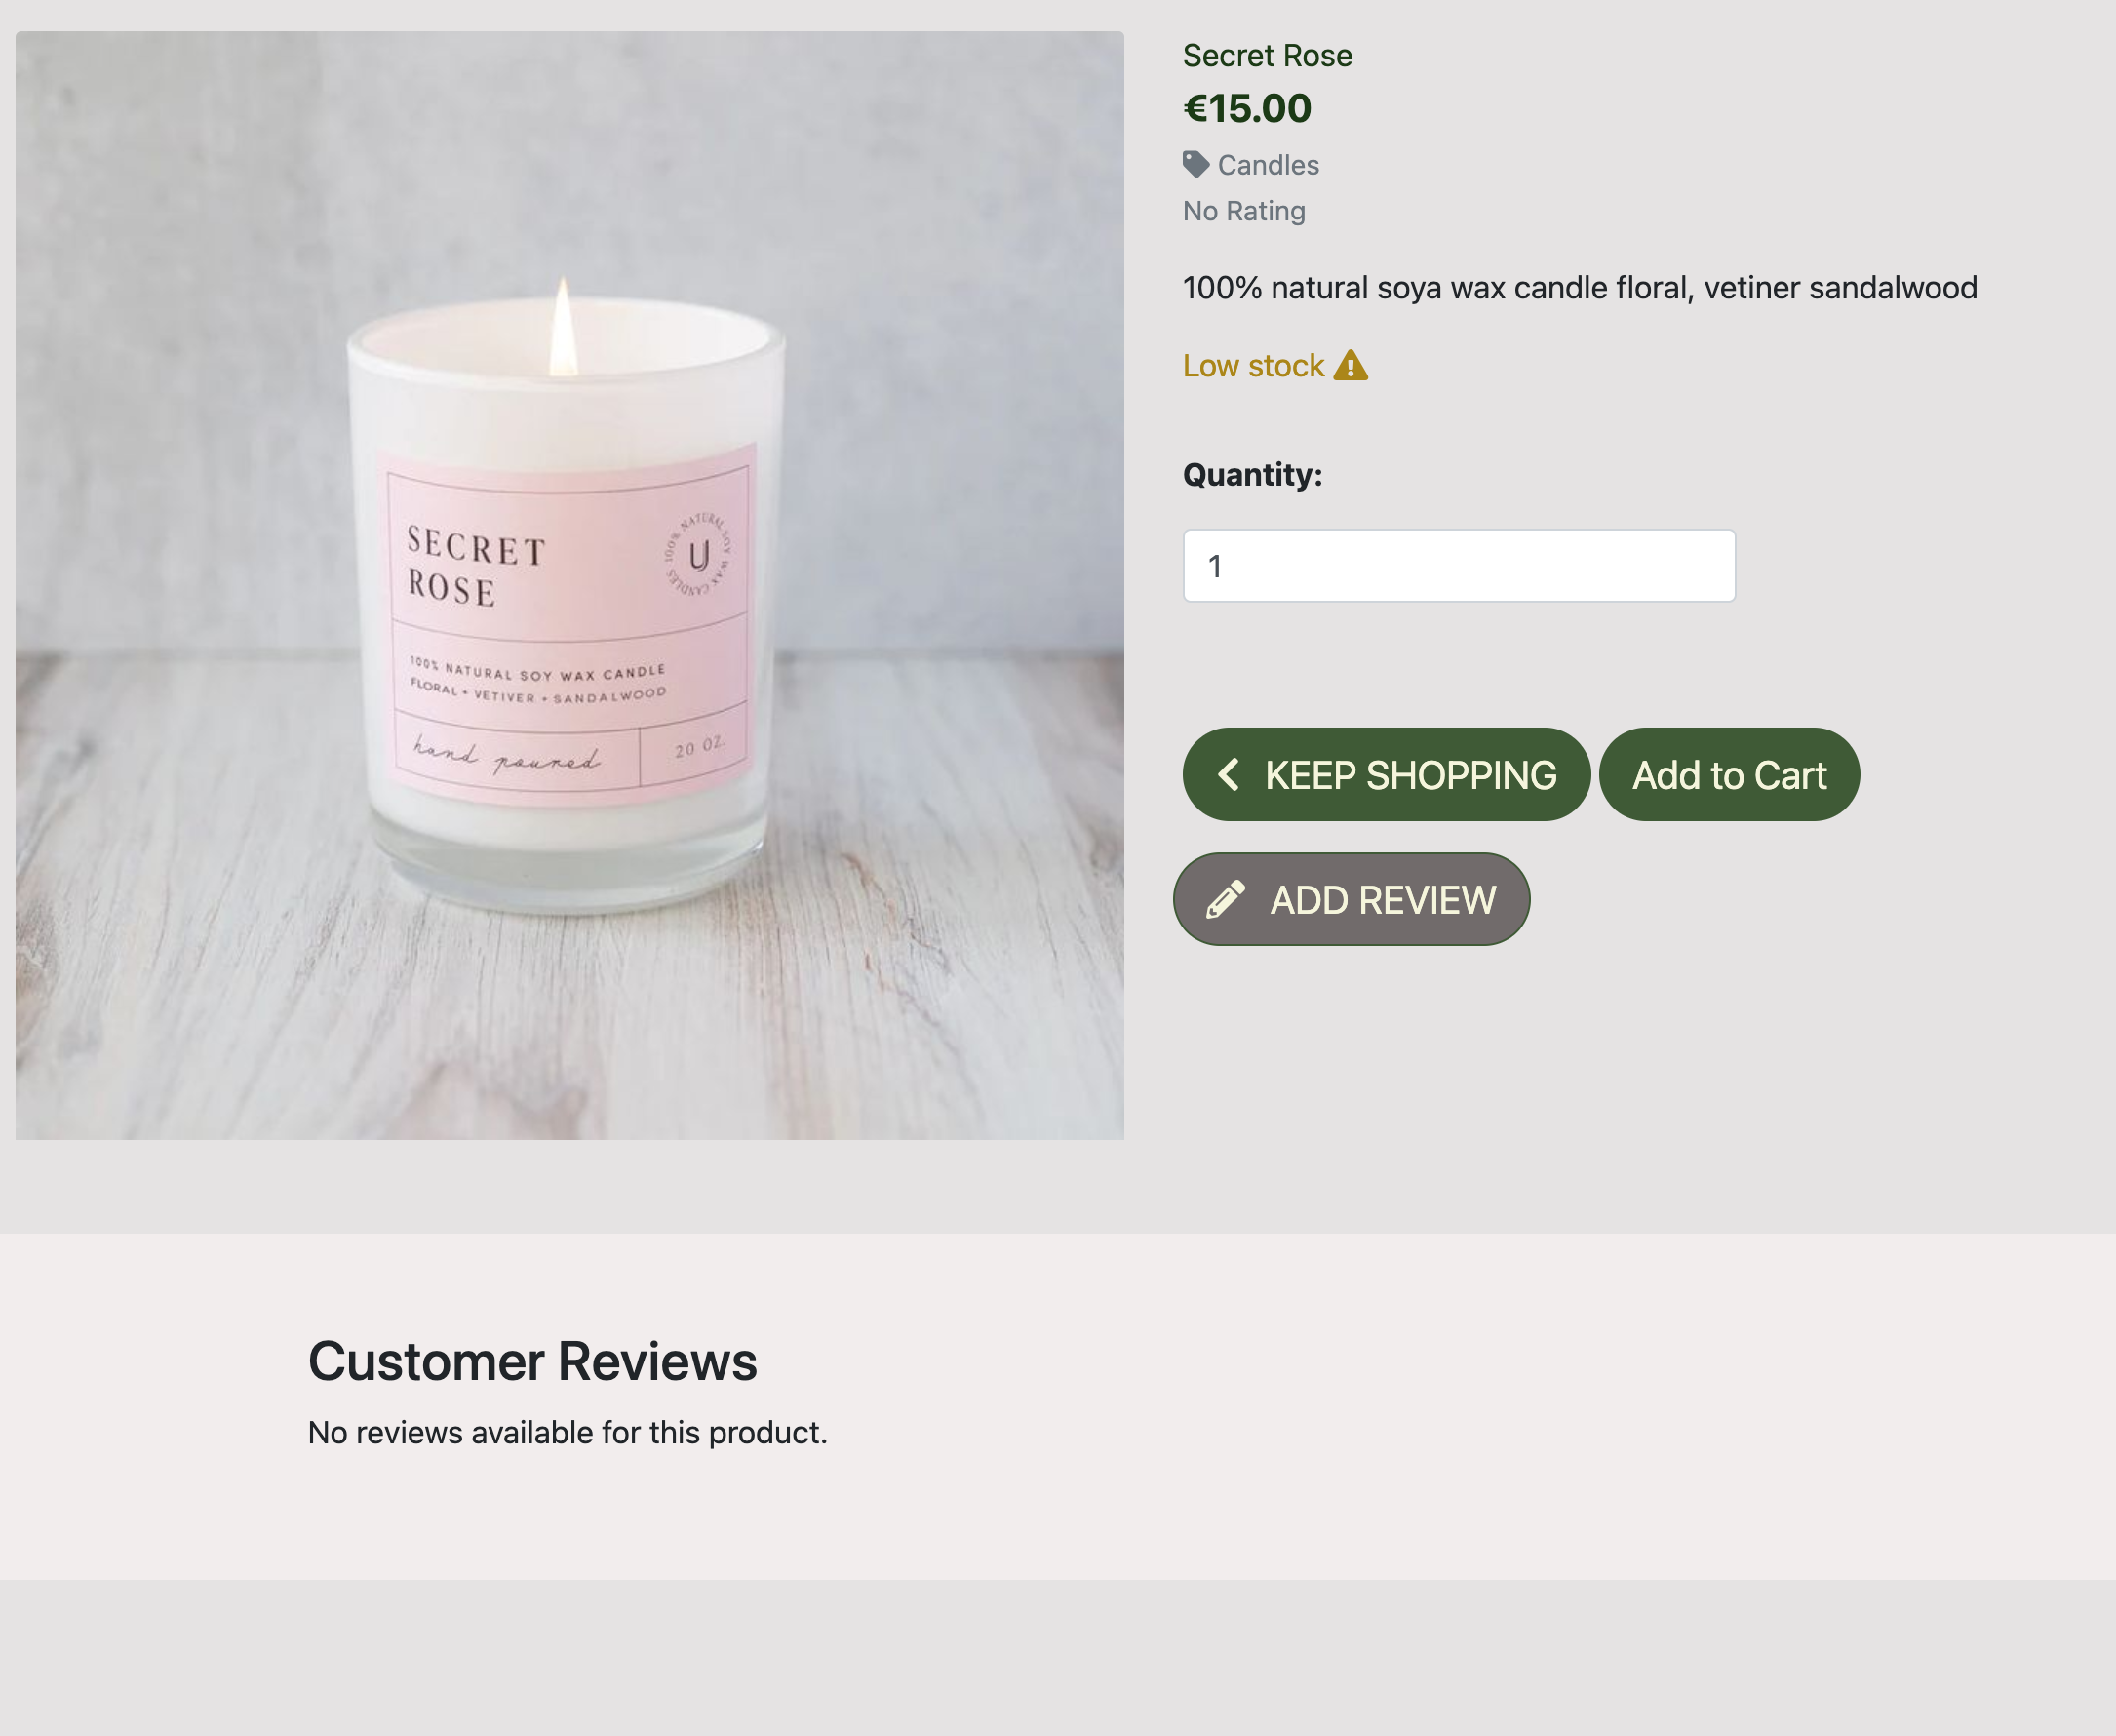 Secret Rose
€15.00
Candles
No Rating
100% natural soya wax candle floral, vetiner sandalwood
Low stock
Quantity:
1
KEEP SHOPPING
Add to Cart
ADD REVIEW
SECRET
ROSE
100% NATURAL SOY WAX CANDLES
U
100% NATURAL SOY WAX CANDLE
FLORAL + VETIVER + SANDALWOOD
hand poured
20 OZ.
Customer Reviews
No reviews available for this product.